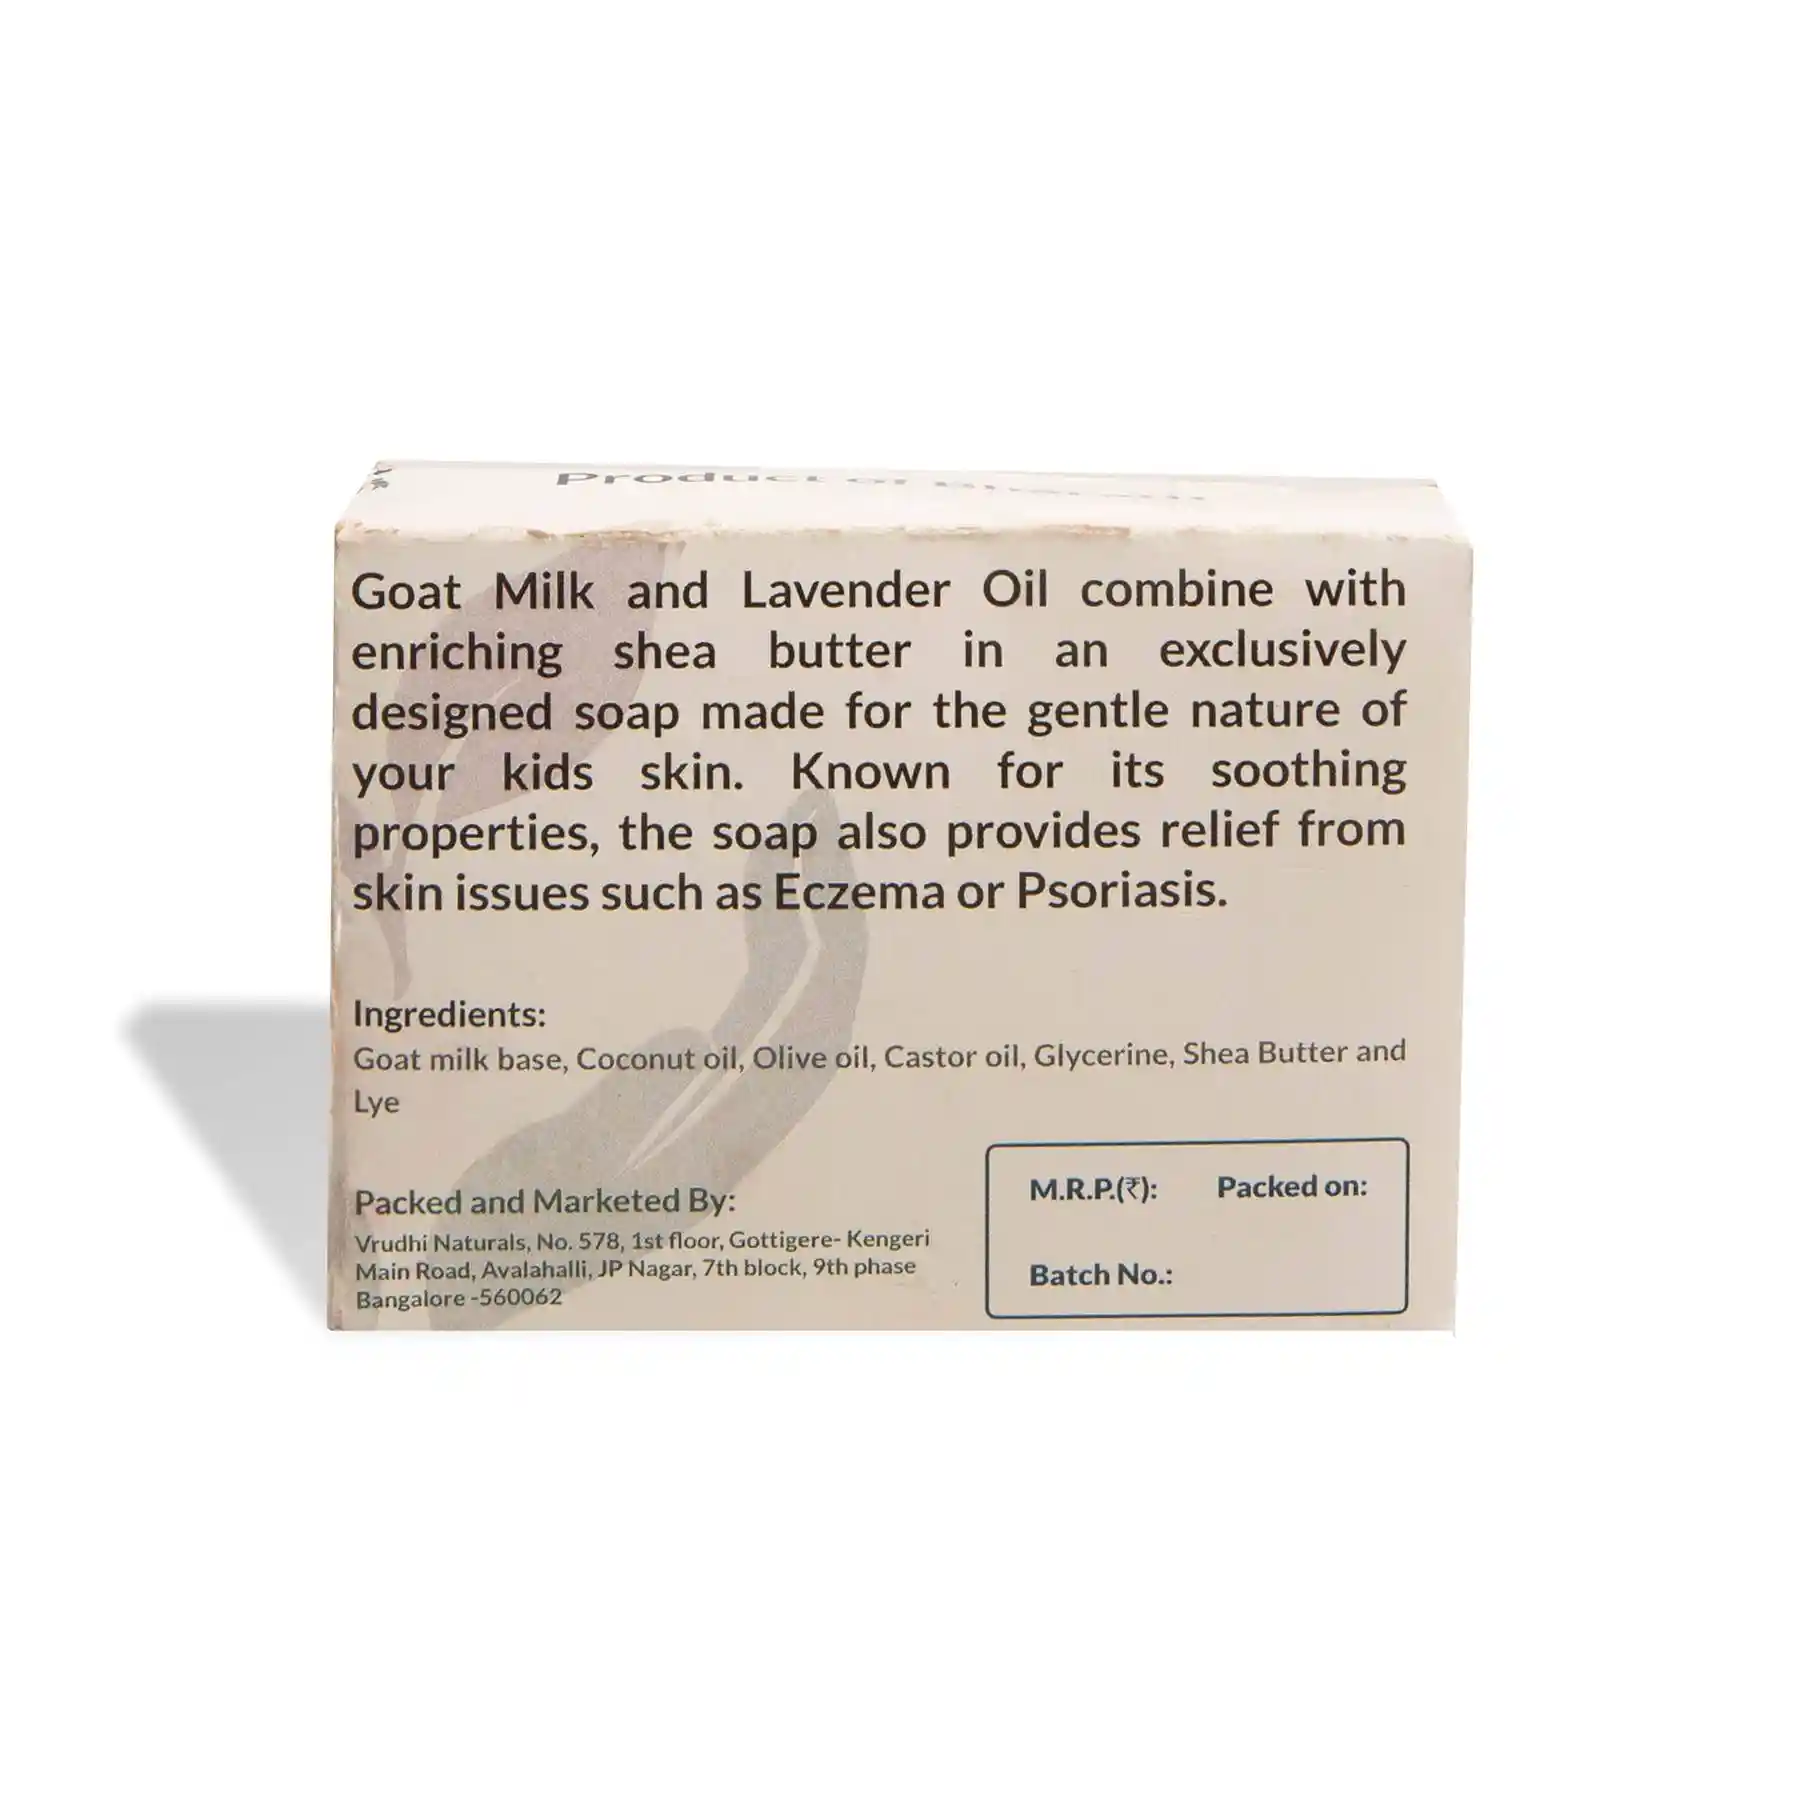 Product of
Goat Milk and Lavender Oil combine with
enriching shea butter in an exclusively
designed soap made for the gentle nature of
your kids skin. Known for its soothing
properties, the soap also provides relief from
skin issues such as Eczema or Psoriasis.
Ingredients:
Goat milk base, Coconut oil, Olive oil, Castor oil, Glycerine, Shea Butter and
Lye
Packed and Marketed By:
Vrudhi Naturals, No. 578, 1st floor, Gottigere- Kengeri
Main Road, Avalahalli, JP Nagar, 7th block, 9th phase
Bangalore -560062
M.R.P.(₹): Packed on:
Batch No.: